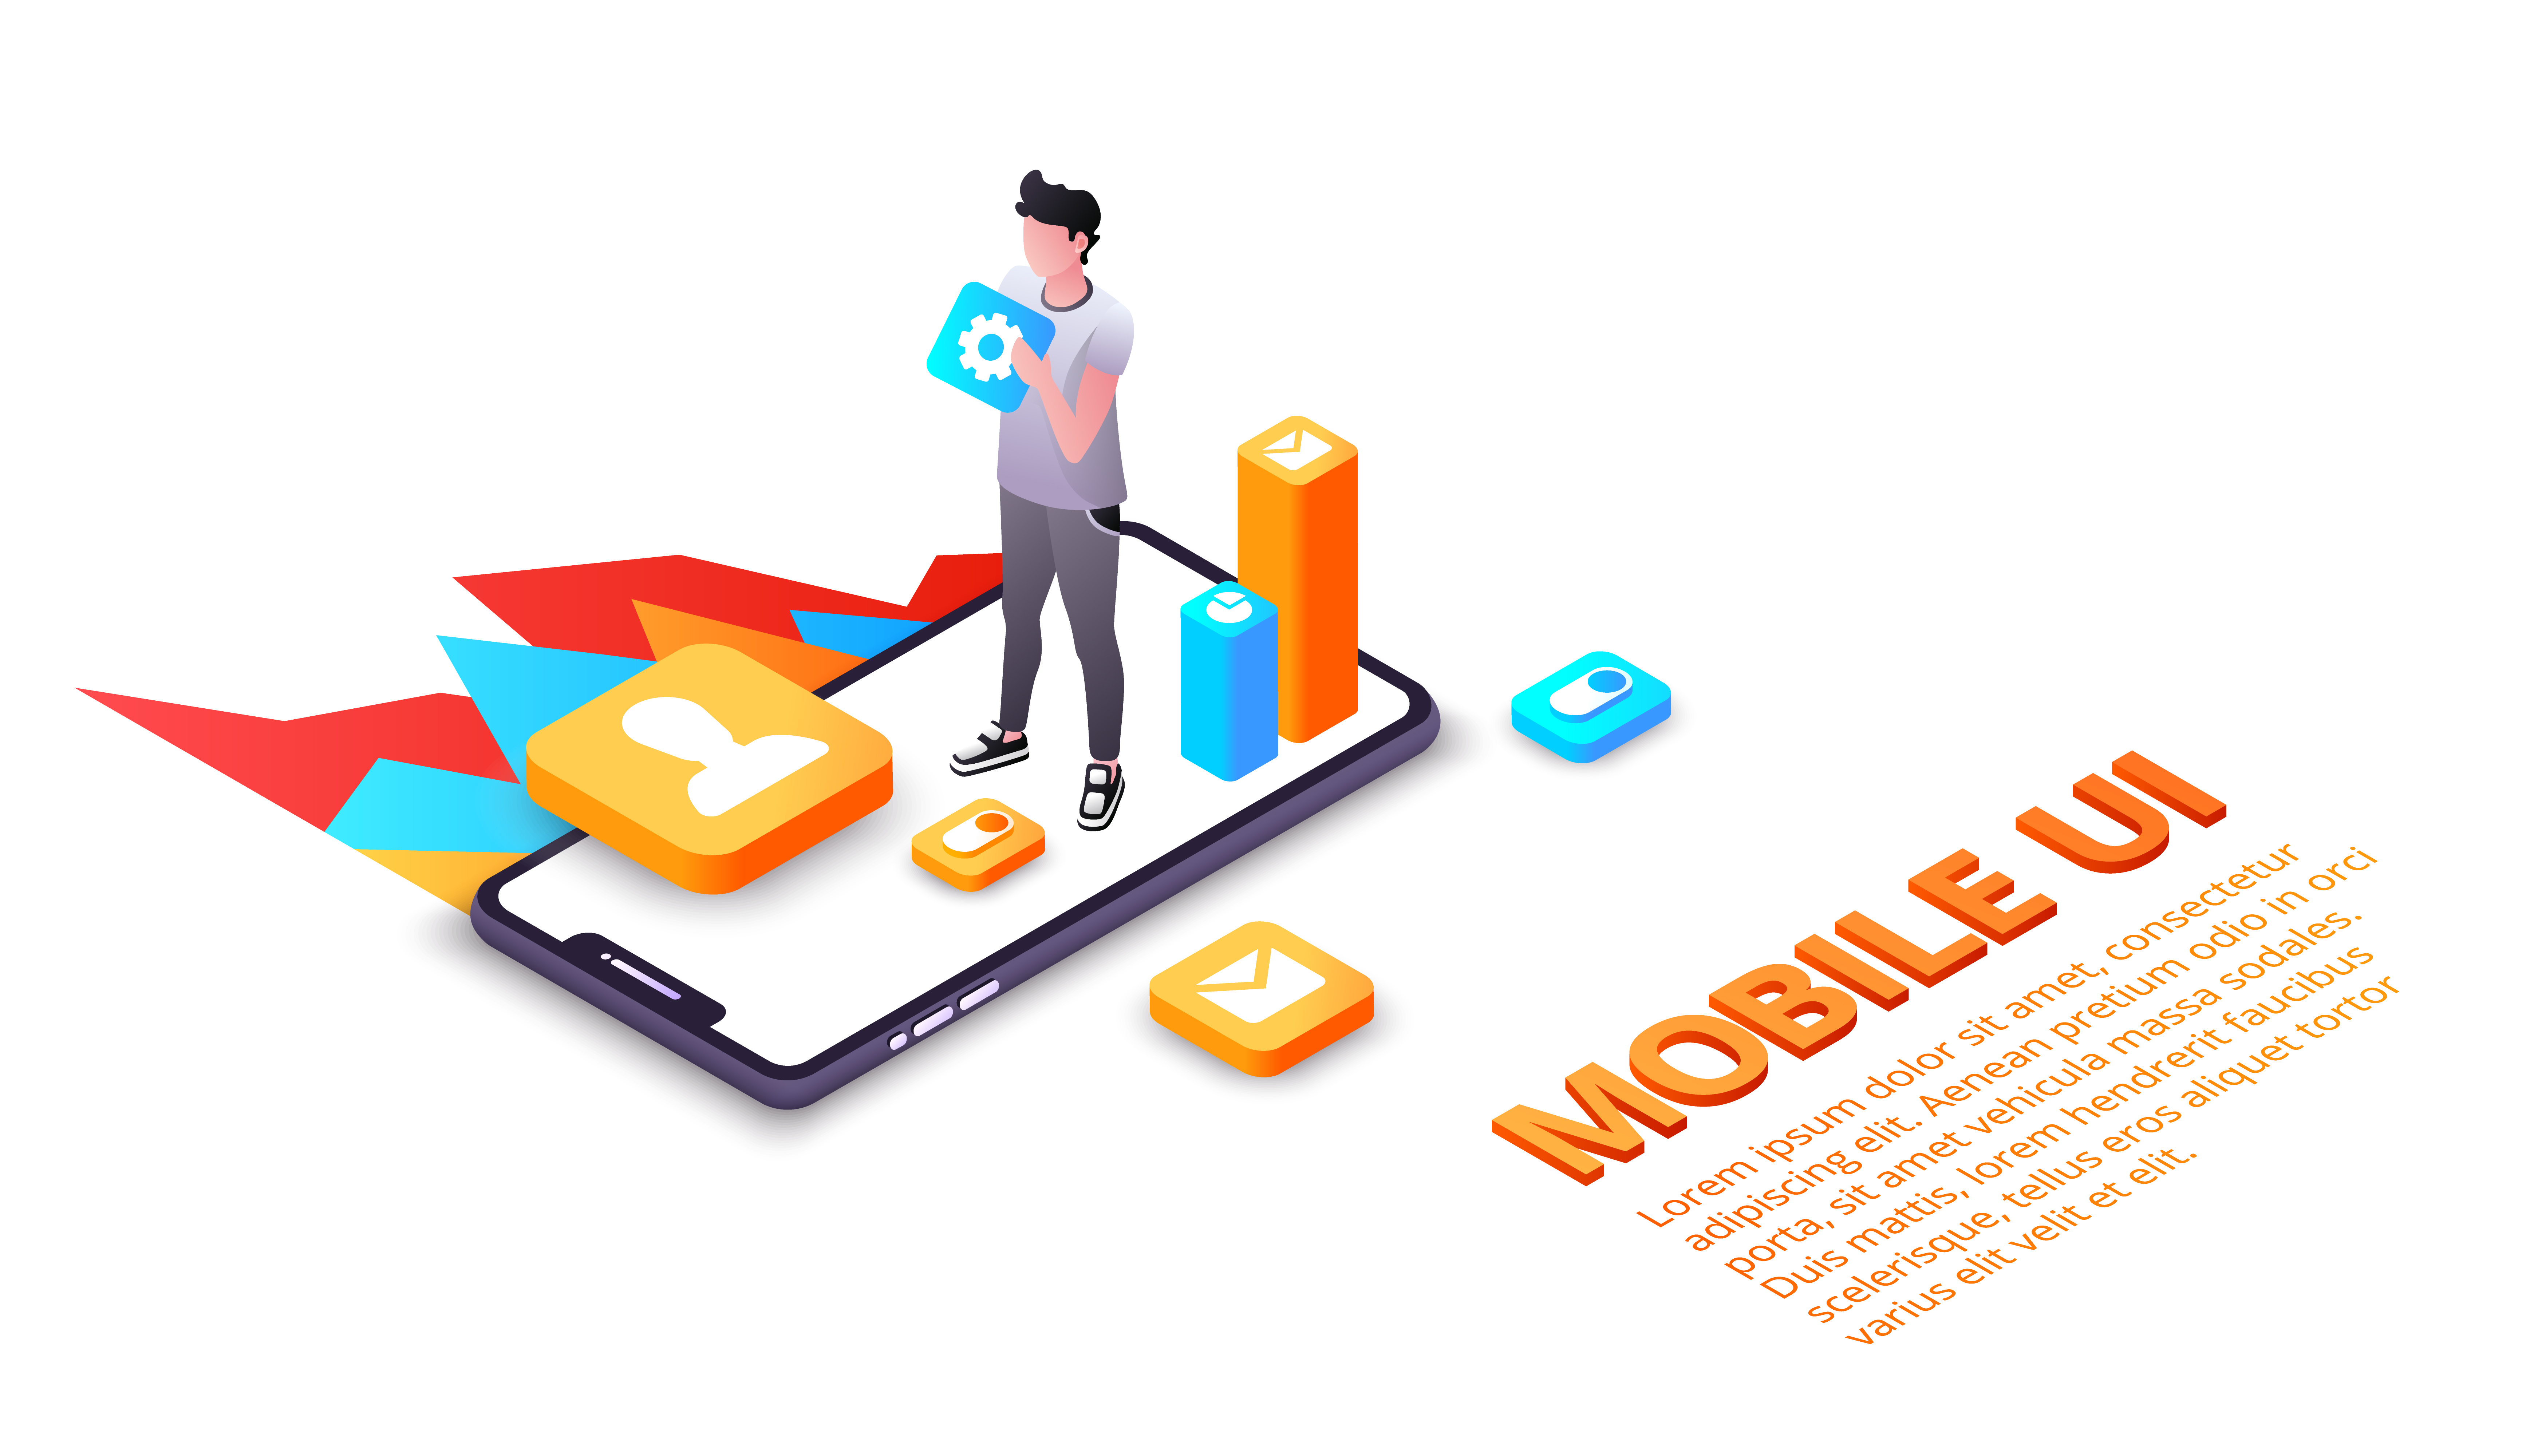 MOBILE UI
Lorem ipsum dolor sit amet, consectetur
adipiscing elit. Aenean pretium odio in orci
porta, sit amet vehicula massa sodales.
Duis mattis, lorem hendrerit faucibus
scelerisque, tellus eros aliquet tortor
varius elit velit et elit.